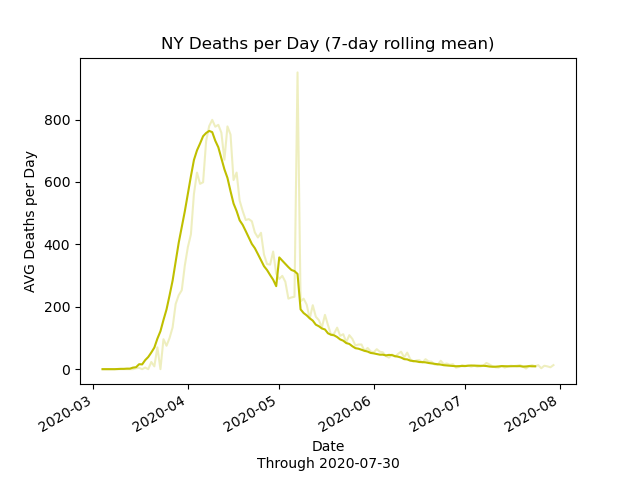 NY Deaths per Day (7-day rolling mean)
AVG Deaths per Day
800
600
400
200
0
2020-03
2020-04
2020-05
2020-06
2020-07
2020-08
Date
Through 2020-07-30